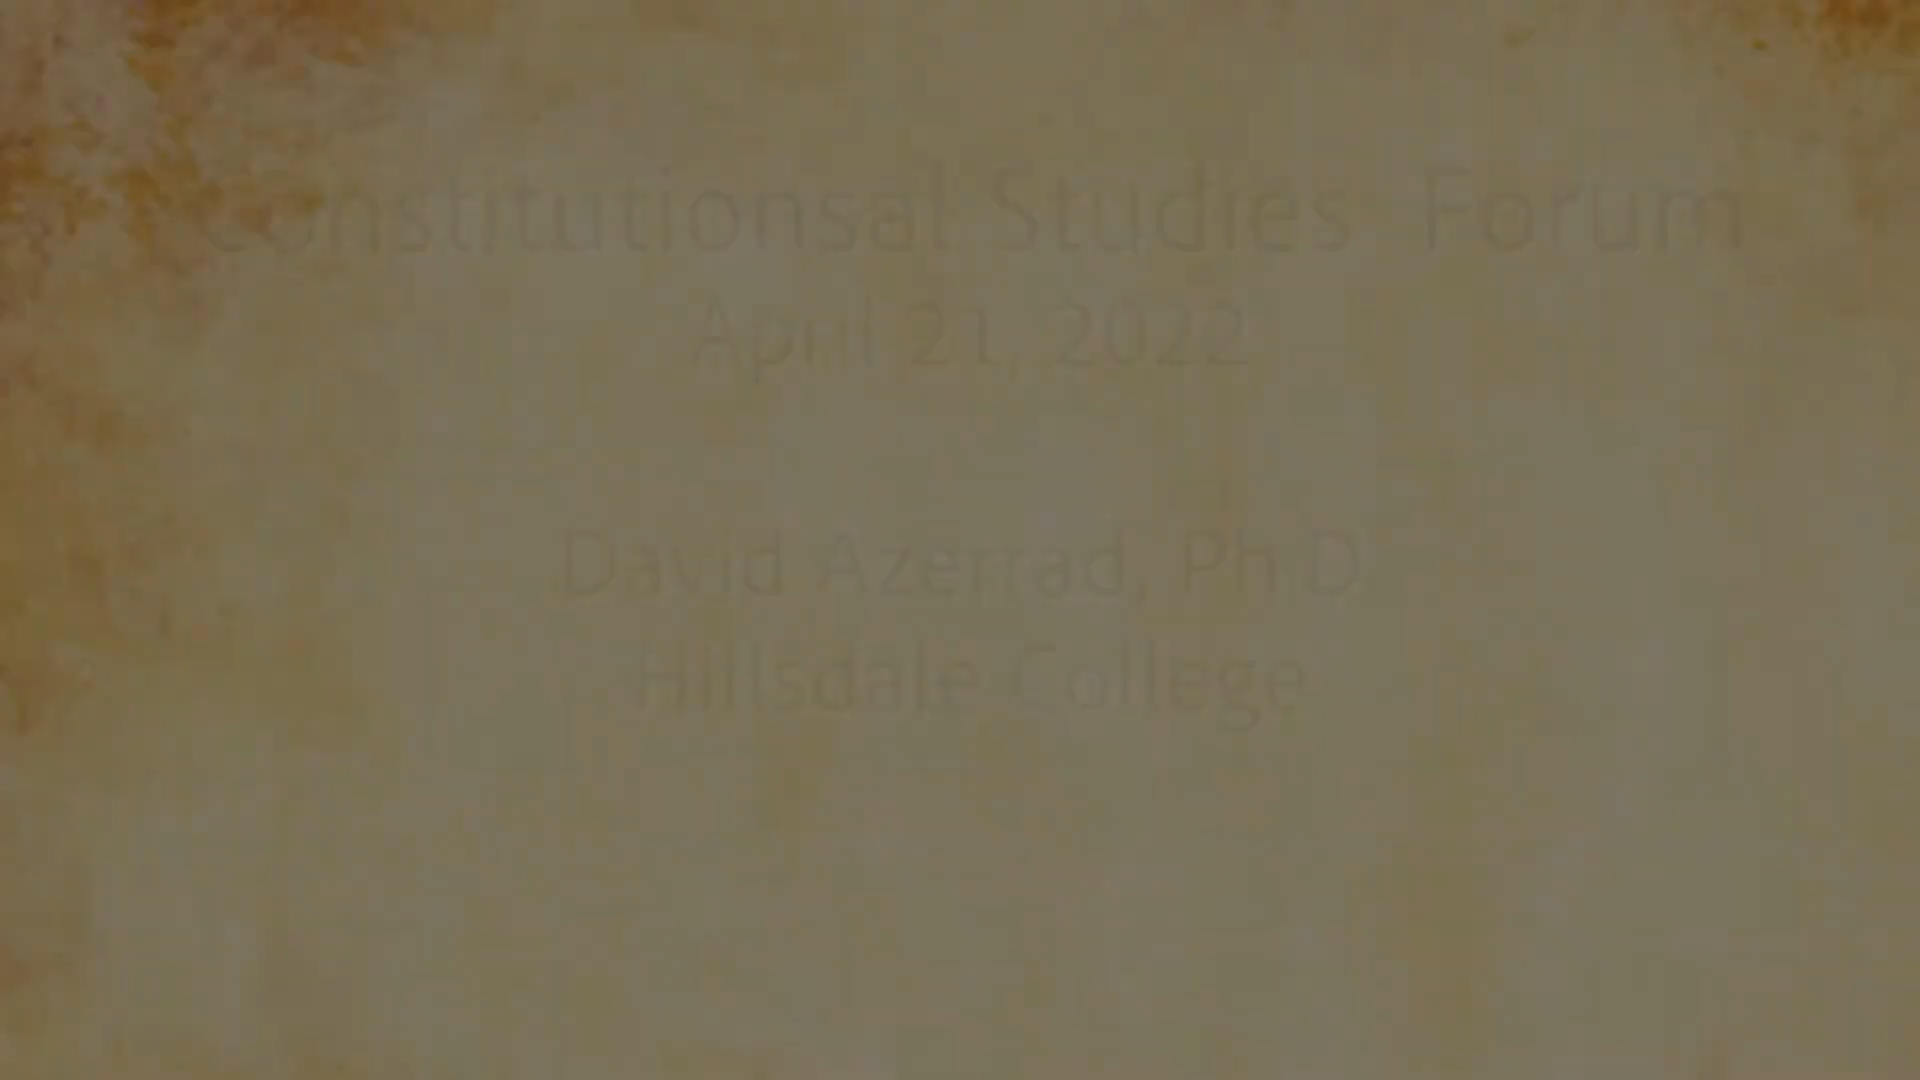 Constitutionsal Studies Forum
April 21, 2022
David Azerrad, Ph.D
Hillsdale College